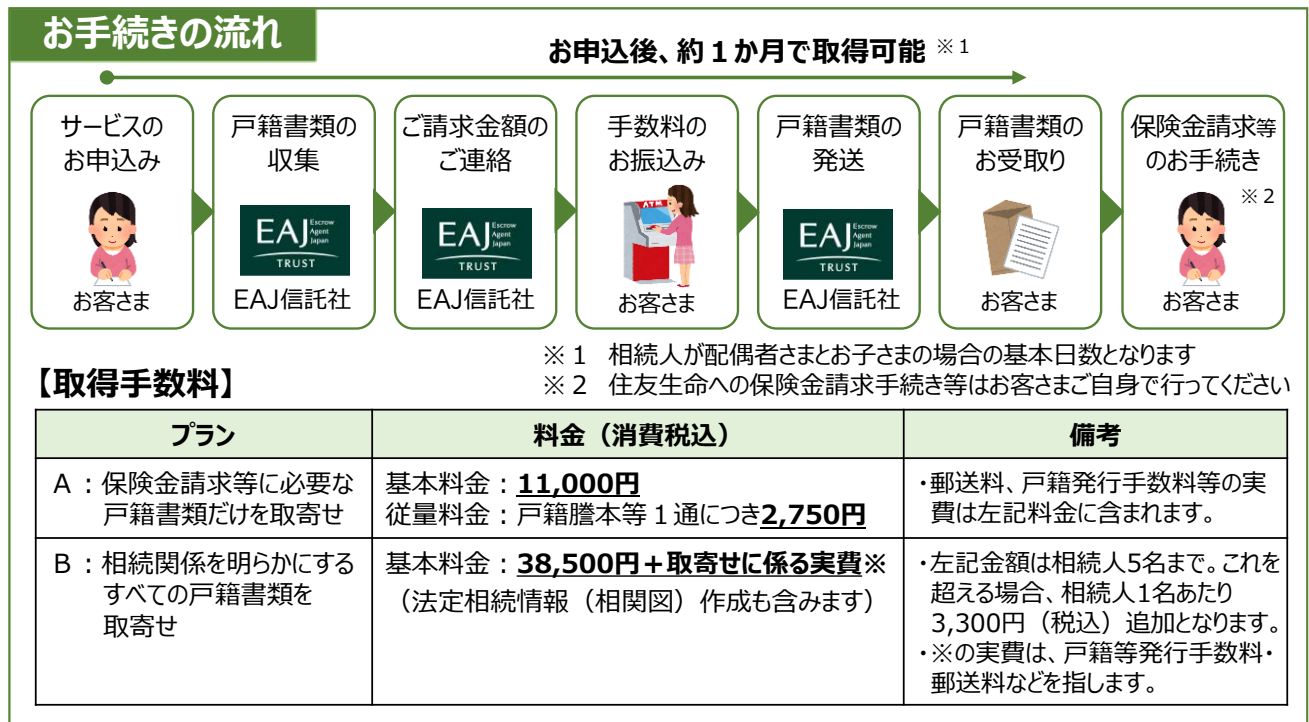 お手続きの流れ
お申込後、約１か月で取得可能 ※１
サービスの
お申込み
お客さま
戸籍書類の
収集
EAJ Escrow Agent Japan
TRUST
EAJ信託社
ご請求金額の
ご連絡
EAJ Escrow Agent Japan
TRUST
EAJ信託社
手数料の
お振込み
ATM
お客さま
戸籍書類の
発送
EAJ Escrow Agent Japan
TRUST
EAJ信託社
戸籍書類の
お受取り
お客さま
保険金請求等
のお手続き
※２
お客さま
※１ 相続人が配偶者さまとお子さまの場合の基本日数となります
※２ 住友生命への保険金請求手続き等はお客さまご自身で行ってください
【取得手数料】
プラン 料金（消費税込） 備考
A：保険金請求等に必要な
戸籍書類だけを取寄せ
基本料金：11,000円
従量料金：戸籍謄本等１通につき2,750円
・郵送料、戸籍発行手数料等の実
費は左記料金に含まれます。
B：相続関係を明らかにする
すべての戸籍書類を
取寄せ
基本料金：38,500円＋取寄せに係る実費※
（法定相続情報（相関図）作成も含みます）
・左記金額は相続人5名まで。これを
超える場合、相続人1名あたり
3,300円（税込）追加となります。
・※の実費は、戸籍等発行手数料・
郵送料などを指します。